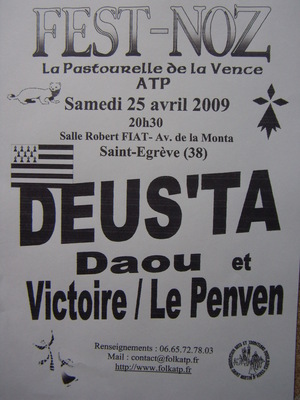 FEST-NOZ
La Pastourelle de la Vence
ATP
Samedi 25 avril 2009
20h30
Salle Robert FIAT- Av. de la Monta
Saint-Egrève (38)
DEUS'TA
Daou et
Victoire / Le Penven
Renseignements : 06.65.72.78.03
Mail : contact@folkatp.fr
http://www.folkatp.fr